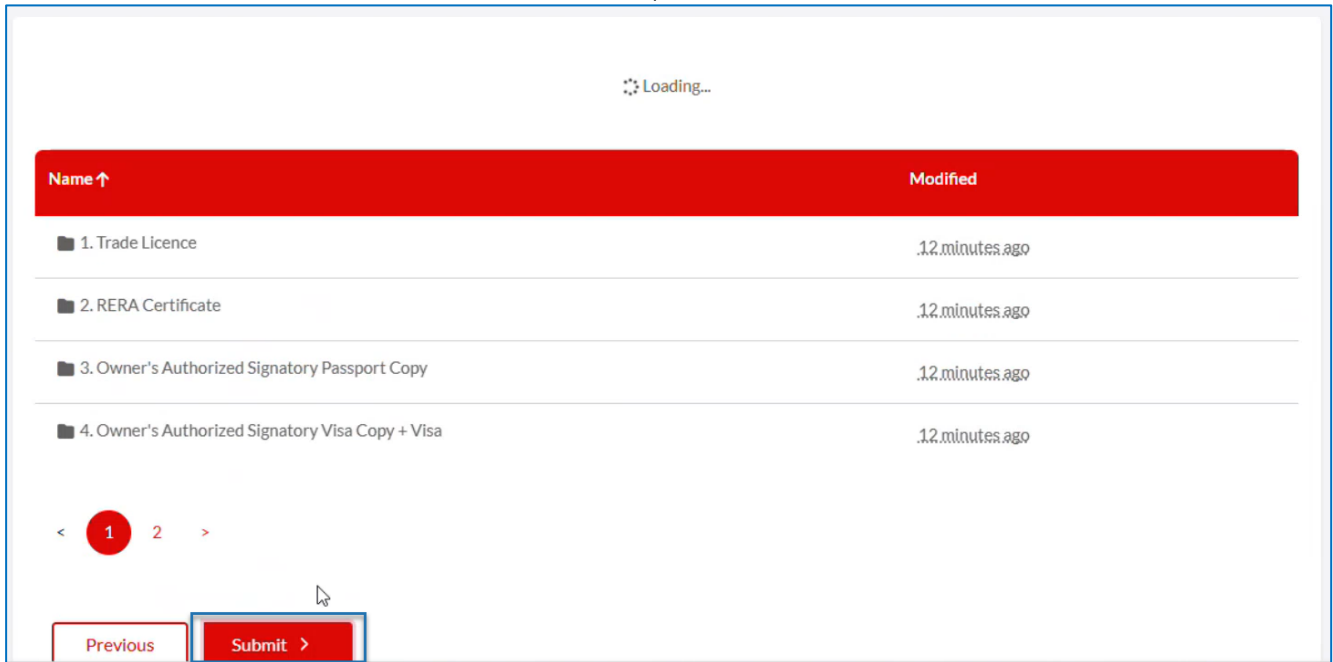 Loading...
Name↑ Modified
1. Trade Licence 12 minutes ago
2. RERA Certificate 12 minutes ago
3. Owner's Authorized Signatory Passport Copy 12 minutes ago
4. Owner's Authorized Signatory Visa Copy + Visa 12 minutes ago
< 1 2 >
Previous Submit >